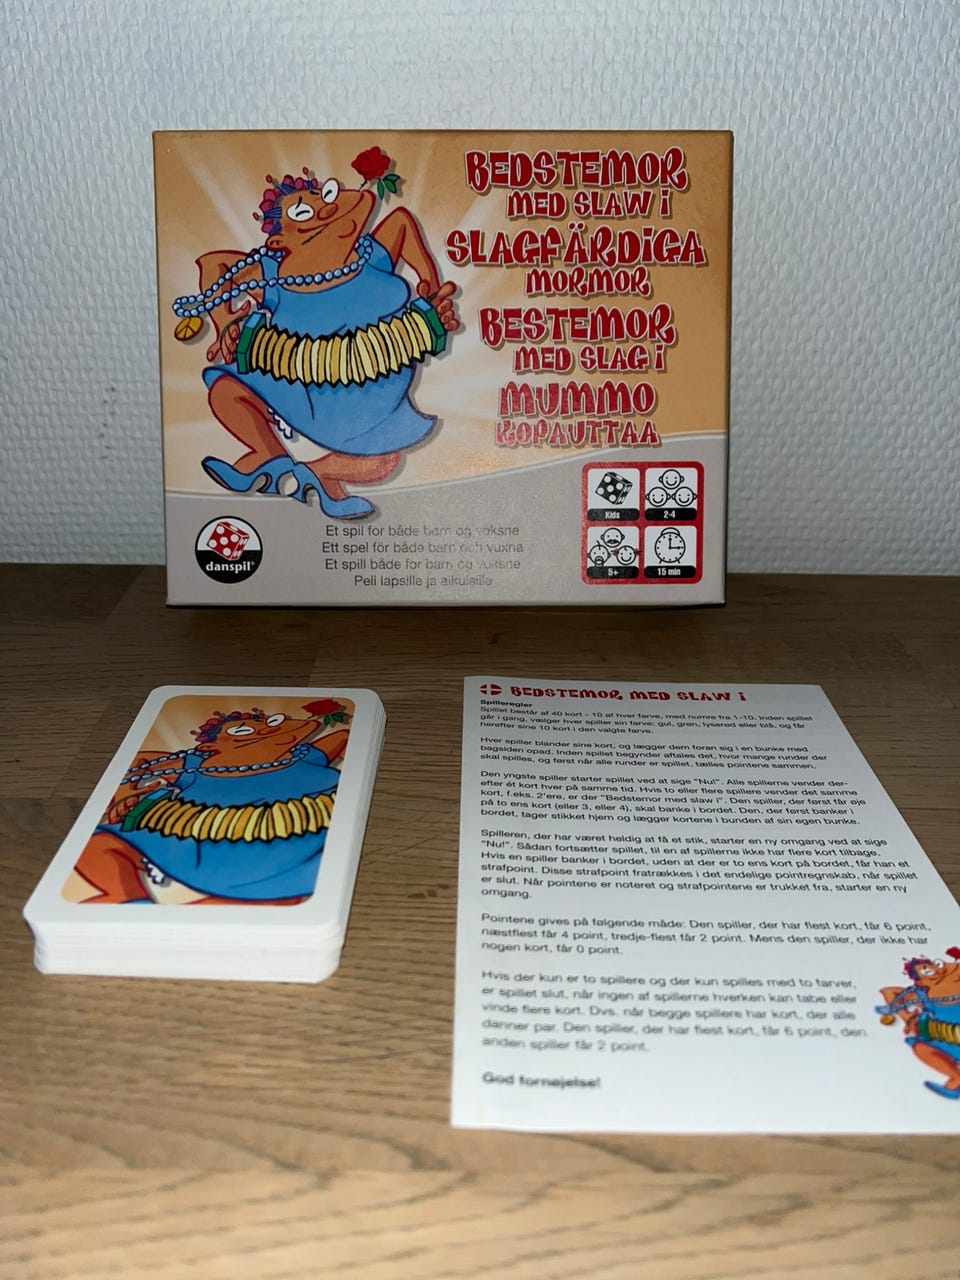 BEDSTEMOR
MED SLAW i
SLAGFÄRDiGA
MORMOR
BESTEMOR
MED SLAG i
MUMMO
KOPAUTTAA
Et spil for både børn og voksne
Ett spel för både barn och vuxna
Et spill både for barn og voksne
Peli lapsille ja aikuisille
danspil®
Kids
2-4
5+
15 min
BEDSTEMOR MED SLAW i
Spilleregler
Spillet består af 40 kort - 10 af hver farve, med numre fra 1-10. Inden spillet
går i gang, vælger hver spiller sin farve: gul, grøn, lyserød eller blå, og får
herefter sine 10 kort i den valgte farve.
Hver spiller blander sine kort, og lægger dem foran sig i en bunke med
bagsiden opad. Inden spillet begynder aftales det, hvor mange runder der
skal spilles, og først når alle runder er spillet, tælles pointene sammen.
Den yngste spiller starter spillet ved at sige "Nu!". Alle spillerne vender der-
efter ét kort hver på samme tid. Hvis to eller flere spillere vender det samme
kort, f.eks. 2'ere, er der "Bedstemor med slaw i". Den spiller, der først får øje
på to ens kort (eller 3, eller 4), skal banke i bordet. Den, der først banker i
bordet, tager stikket hjem og lægger kortene i bunden af sin egen bunke.
Spilleren, der har været heldig at få et stik, starter en ny omgang ved at sige
"Nu!". Sådan fortsætter spillet, til en af spillerne ikke har flere kort tilbage.
Hvis en spiller banker i bordet, uden at der er to ens kort på bordet, får han et
strafpoint. Disse strafpoint fratrækkes i det endelige pointregnskab, når spillet
er slut. Når pointene er noteret og strafpointene er trukket fra, starter en ny
omgang.
Pointene gives på følgende måde: Den spiller, der har flest kort, får 6 point,
næstflest får 4 point, tredje-flest får 2 point. Mens den spiller, der ikke har
nogen kort, får 0 point.
Hvis der kun er to spillere og der kun spilles med to farver,
er spillet slut, når ingen af spillerne hverken kan tabe eller
vinde flere kort. Dvs. når begge spillere har kort, der alle
danner par. Den spiller, der har flest kort, får 6 point, den
anden spiller får 2 point.
God fornøjelse!